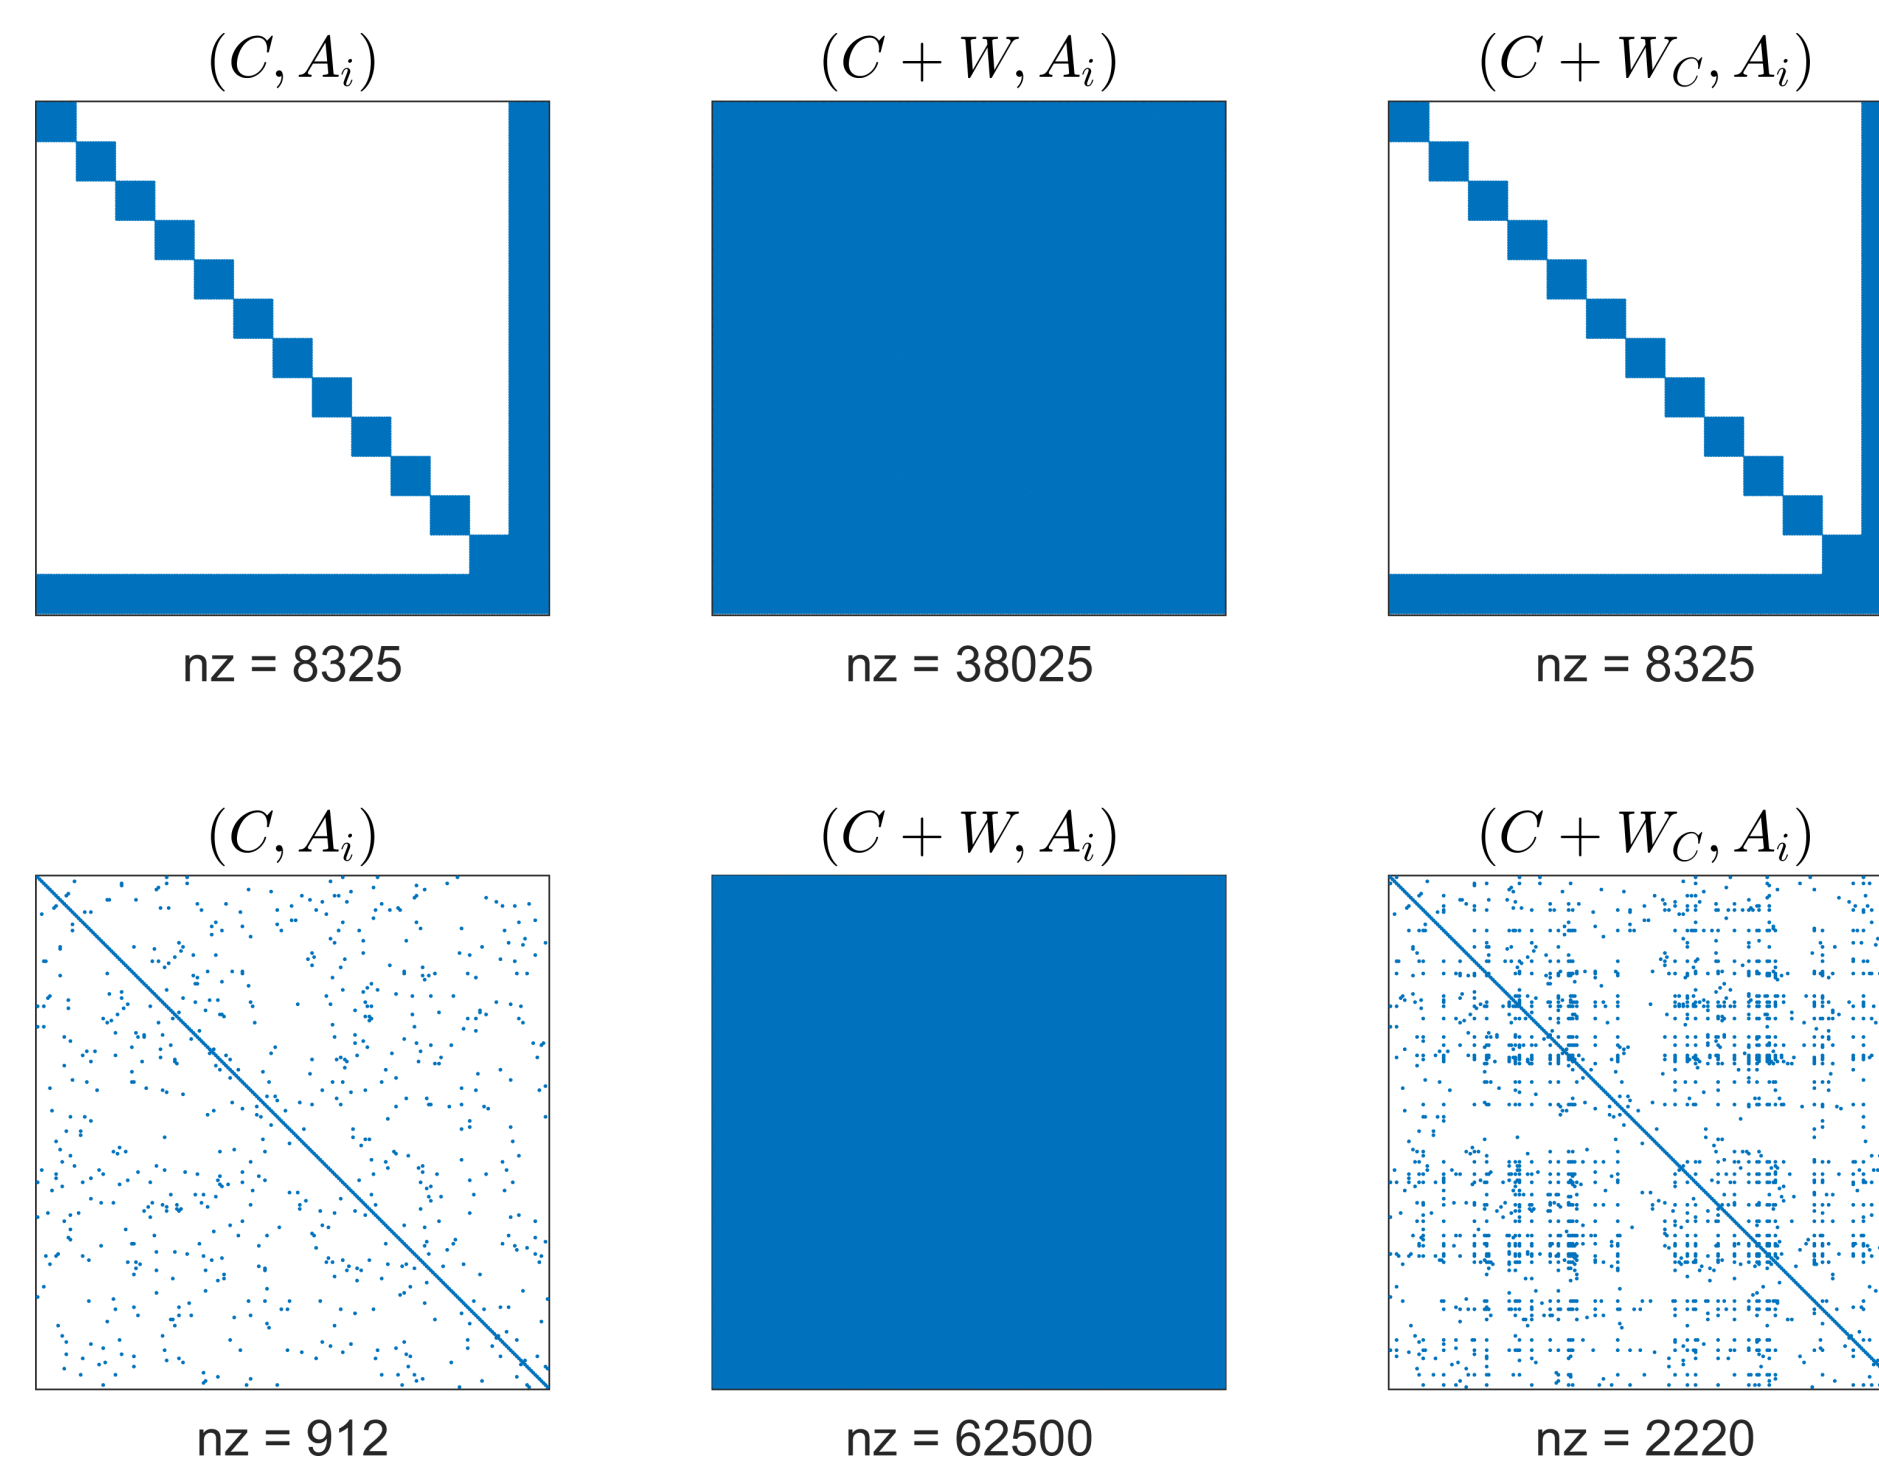 (C, A_i) (C + W, A_i) (C + W_C, A_i)
nz = 8325 nz = 38025 nz = 8325
(C, A_i) (C + W, A_i) (C + W_C, A_i)
nz = 912 nz = 62500 nz = 2220